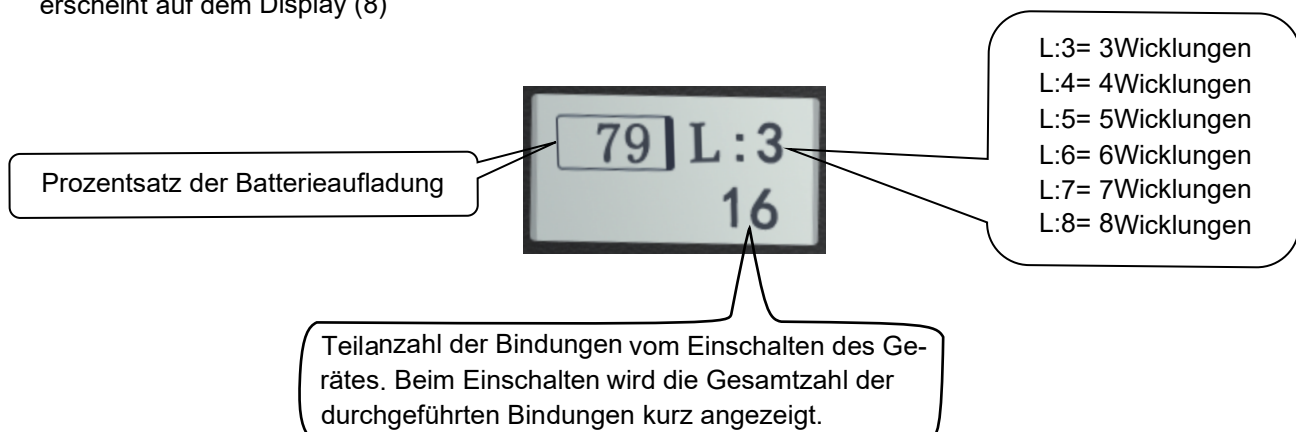 erscheint auf dem Display (8)
L:3= 3Wicklungen
L:4= 4Wicklungen
L:5= 5Wicklungen
L:6= 6Wicklungen
L:7= 7Wicklungen
L:8= 8Wicklungen
79 L:3
16
Prozentsatz der Batterieaufladung
Teilanzahl der Bindungen vom Einschalten des Ge-
rätes. Beim Einschalten wird die Gesamtzahl der
durchgeführten Bindungen kurz angezeigt.